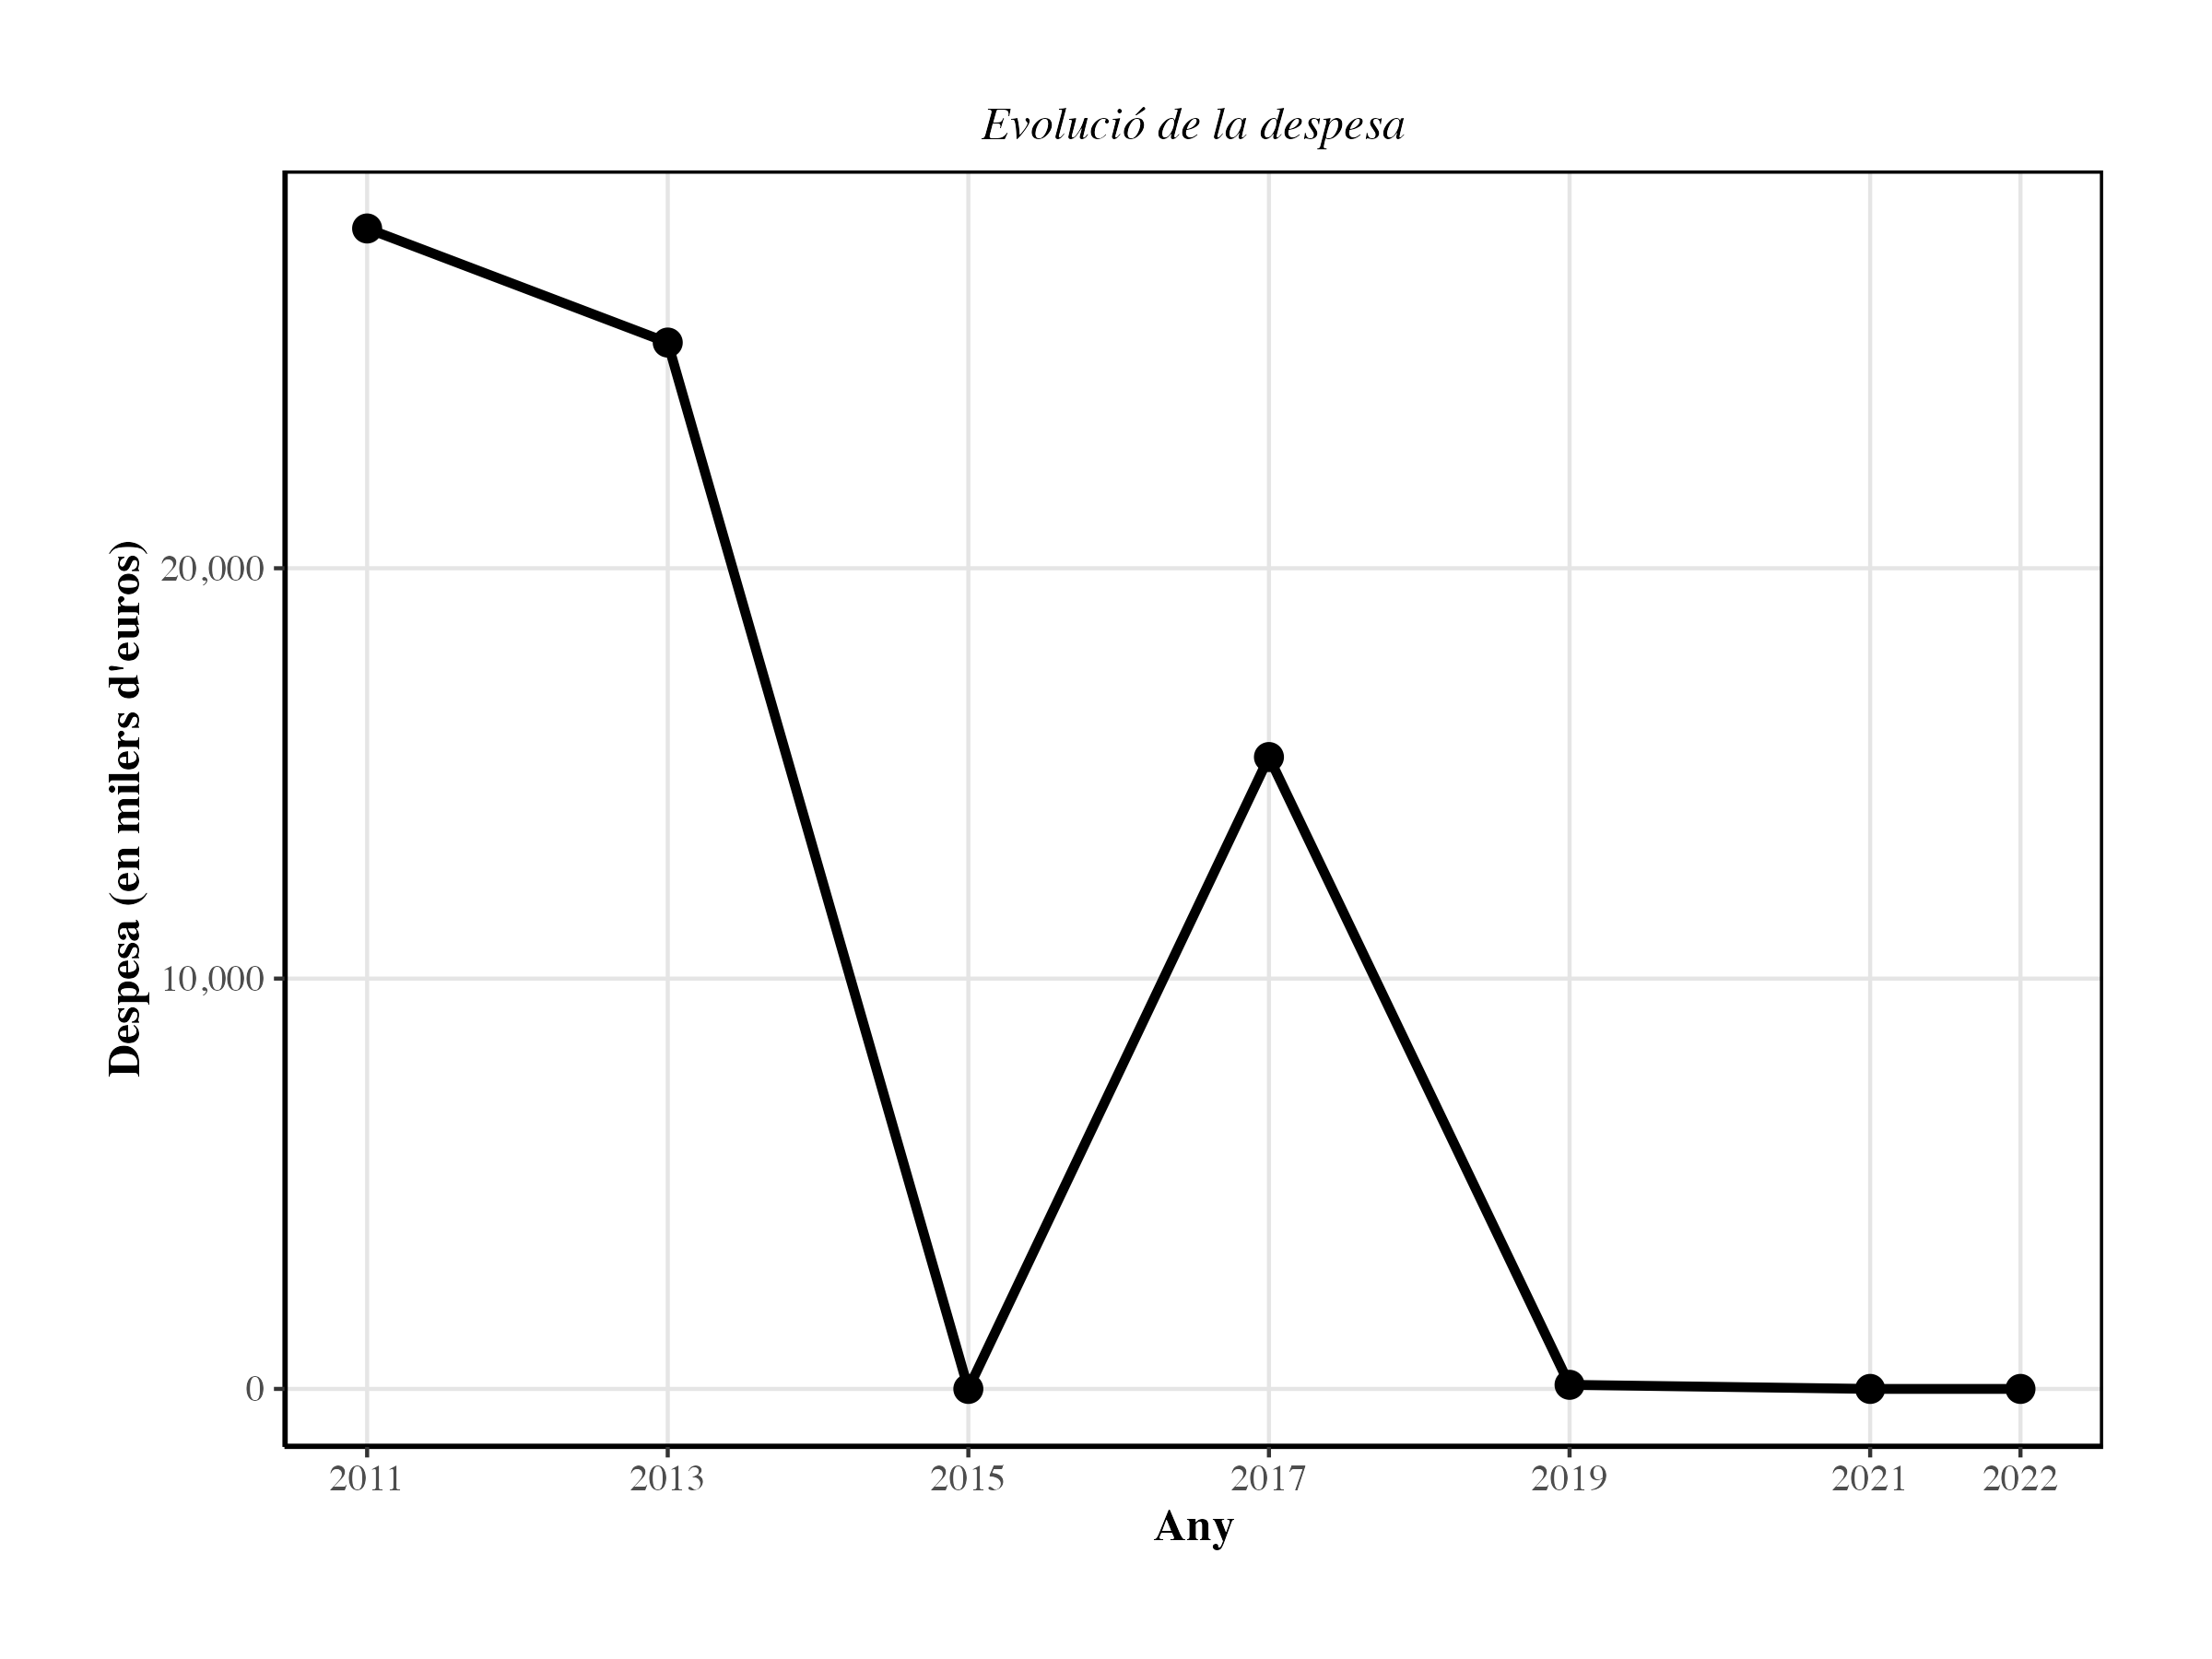 Evolució de la despesa
Despesa (en milers d'euros)
20,000
10,000
0
2011 2013 2015 2017 2019 2021 2022
Any